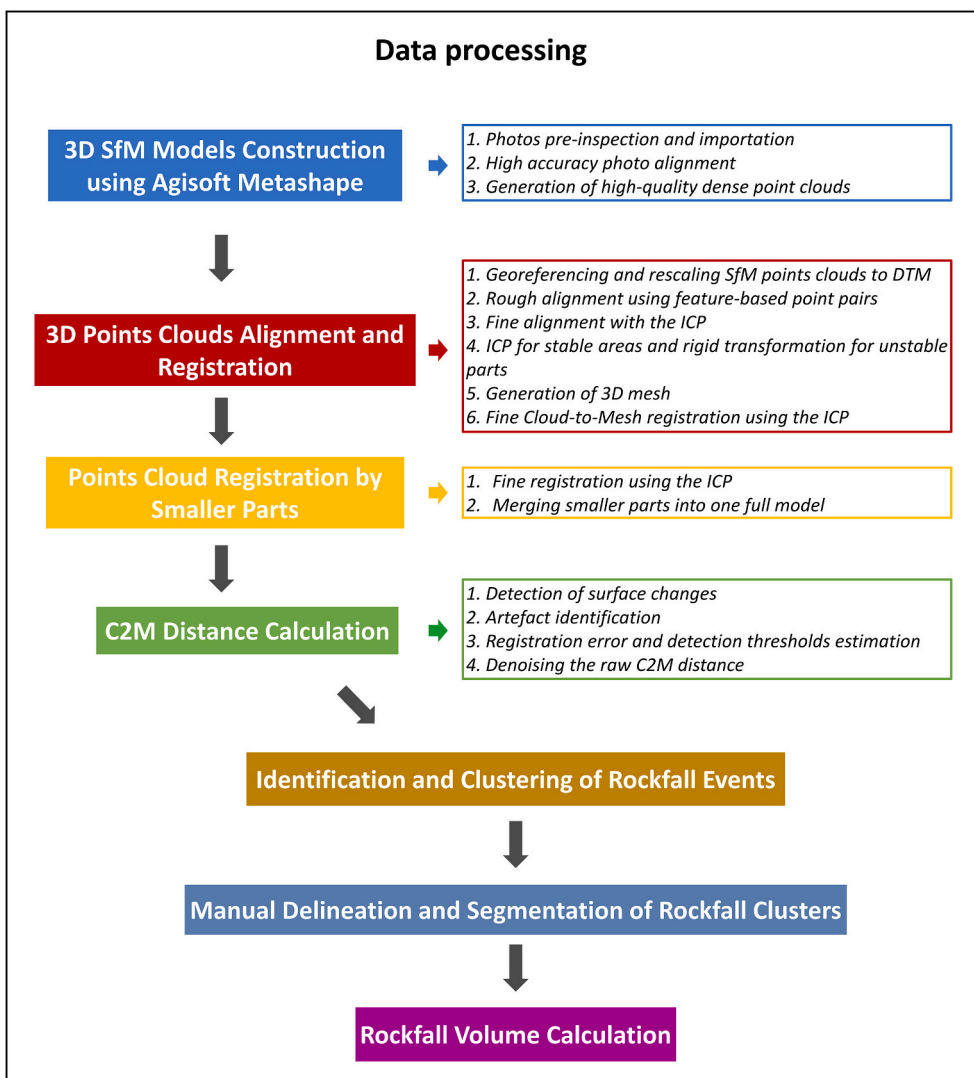 Data processing
3D SfM Models Construction
using Agisoft Metashape
1. Photos pre-inspection and importation
2. High accuracy photo alignment
3. Generation of high-quality dense point clouds
3D Points Clouds Alignment and
Registration
1. Georeferencing and rescaling SfM points clouds to DTM
2. Rough alignment using feature-based point pairs
3. Fine alignment with the ICP
4. ICP for stable areas and rigid transformation for unstable
parts
5. Generation of 3D mesh
6. Fine Cloud-to-Mesh registration using the ICP
Points Cloud Registration by
Smaller Parts
1. Fine registration using the ICP
2. Merging smaller parts into one full model
C2M Distance Calculation
1. Detection of surface changes
2. Artefact identification
3. Registration error and detection thresholds estimation
4. Denoising the raw C2M distance
Identification and Clustering of Rockfall Events
Manual Delineation and Segmentation of Rockfall Clusters
Rockfall Volume Calculation